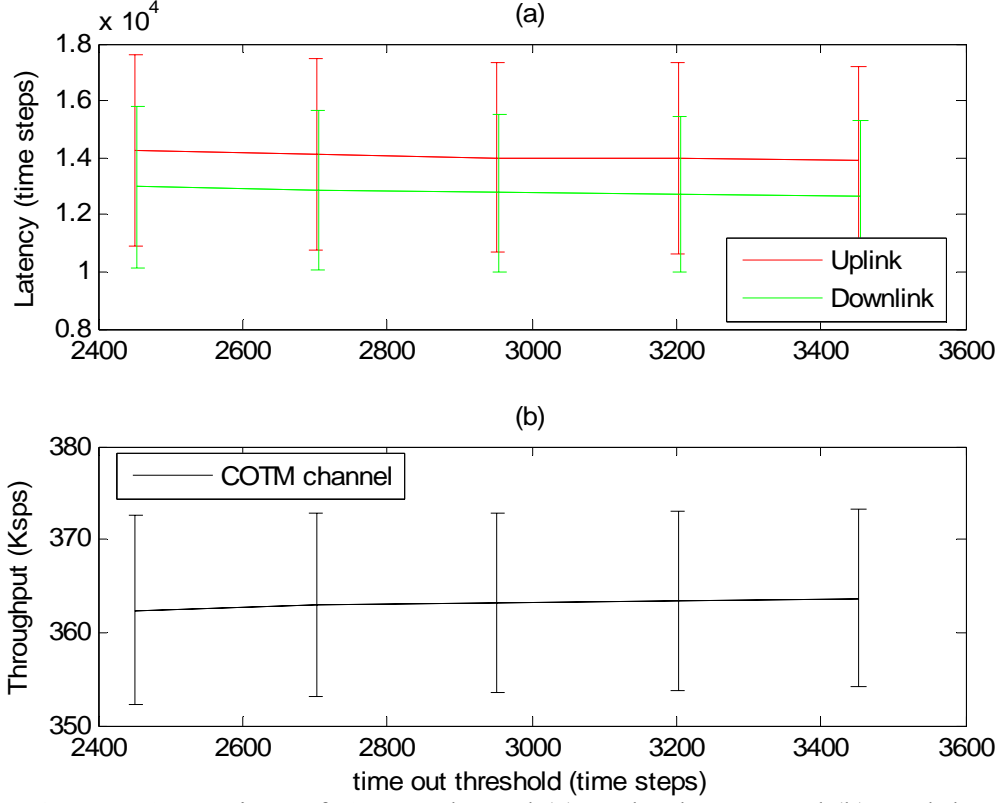 (a)
x 10^4
Latency (time steps)
1.8
1.6
1.4
1.2
1
0.8
2400 2600 2800 3000 3200 3400 3600
Uplink
Downlink
(b)
Throughput (Ksps)
380
370
360
350
COTM channel
2400 2600 2800 3000 3200 3400 3600
time out threshold (time steps)